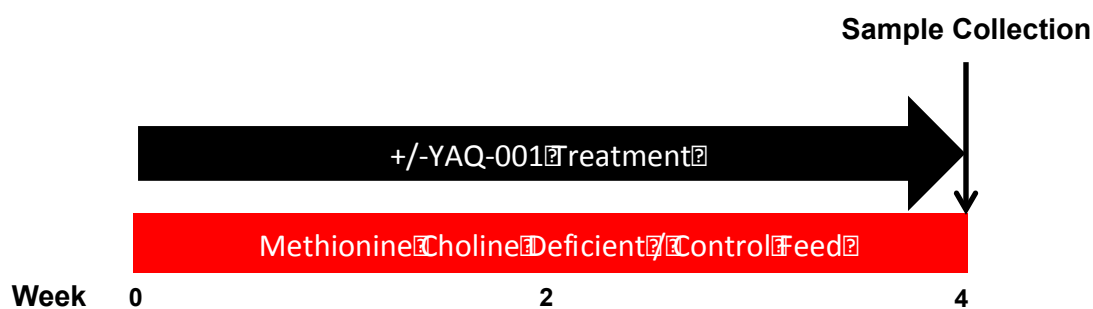 Sample Collection
+/-YAQ-001⍰Treatment⍰
Methionine⍰Choline⍰Deficient⍰/⍰Control⍰Feed⍰
Week 0 2 4